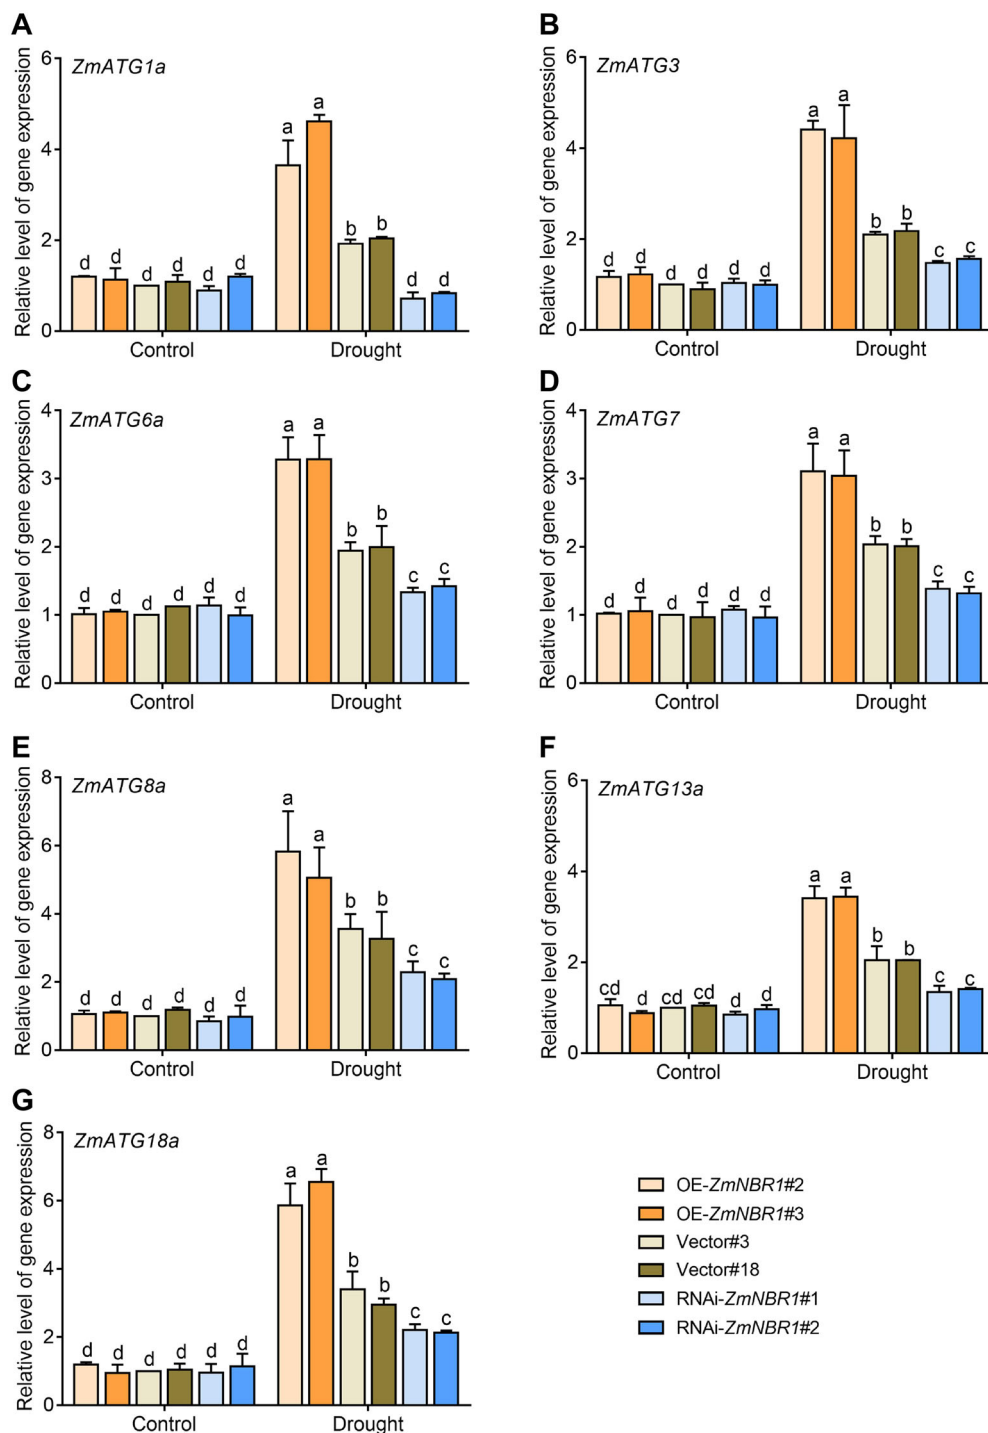 A
ZmATG1a
Relative level of gene expression
6
4
2
0
d d d d d d a a b b d d
Control Drought
B
ZmATG3
Relative level of gene expression
6
4
2
0
d d d d d d a a b b c c
Control Drought
C
ZmATG6a
Relative level of gene expression
4
3
2
1
0
d d d d d d a a b b c c
Control Drought
D
ZmATG7
Relative level of gene expression
4
3
2
1
0
d d d d d d a a b b c c
Control Drought
E
ZmATG8a
Relative level of gene expression
8
6
4
2
0
d d d d d d a a b b c c
Control Drought
F
ZmATG13a
Relative level of gene expression
6
4
2
0
cd d cd cd d d a a b b c c
Control Drought
G
ZmATG18a
Relative level of gene expression
8
6
4
2
0
d d d d d d a a b b c c
Control Drought
OE-ZmNBR1#2
OE-ZmNBR1#3
Vector#3
Vector#18
RNAi-ZmNBR1#1
RNAi-ZmNBR1#2